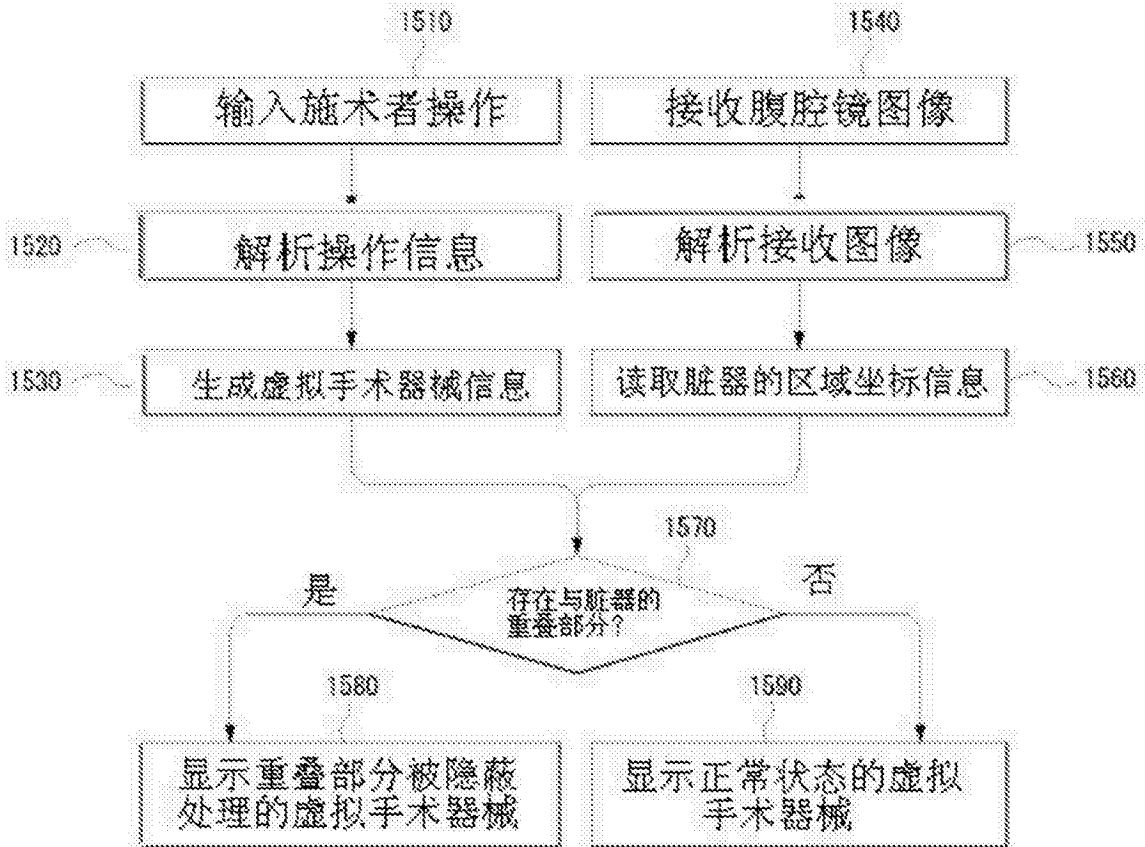 1510
1540
输入施术者操作
接收腹腔镜图像
1520
解析操作信息
解析接收图像
1550
1530
生成虚拟手术器械信息
读取脏器的区域坐标信息
1560
1570
是
存在与脏器的
重叠部分？
否
1580
1590
显示重叠部分被隐蔽
处理的虚拟手术器械
显示正常状态的虚拟
手术器械